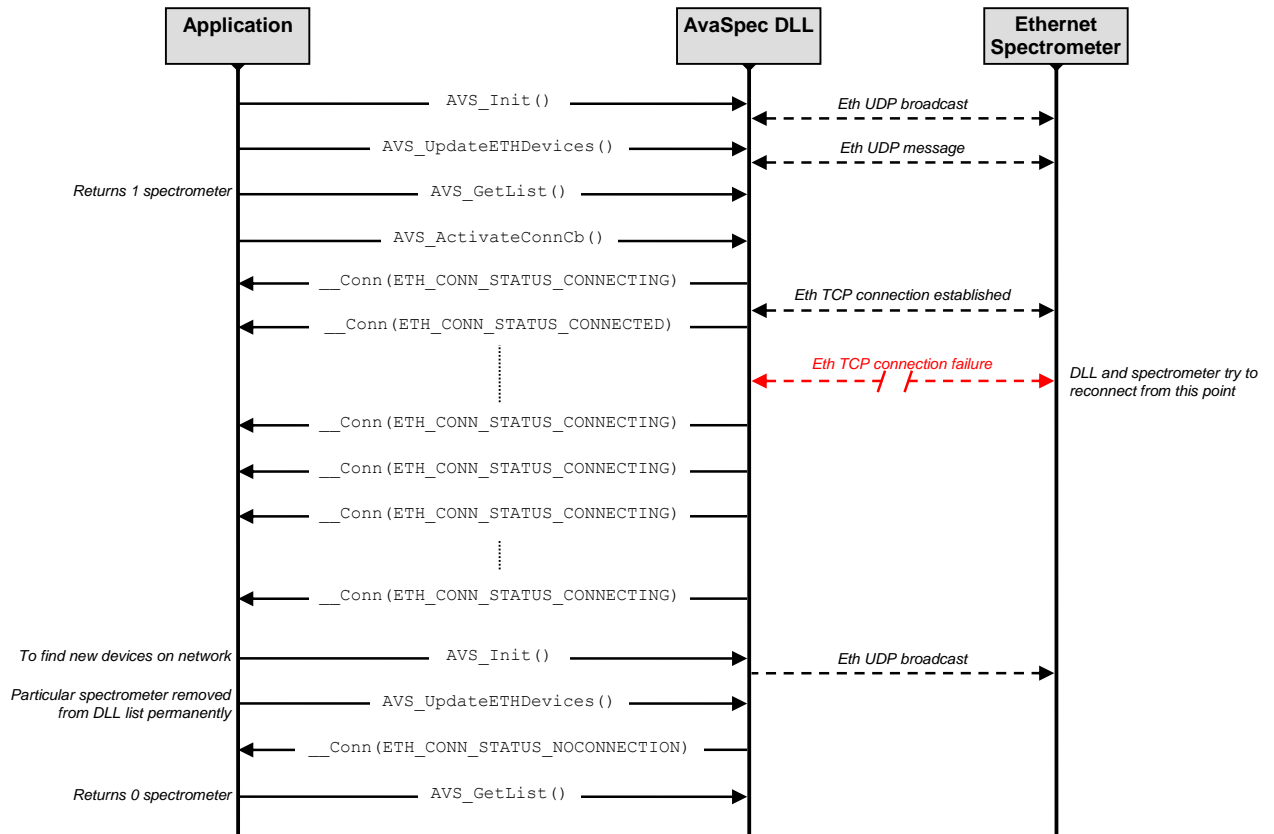 Application
AvaSpec DLL
Ethernet
Spectrometer
AVS_Init()
Eth UDP broadcast
AVS_UpdateETHDevices()
Eth UDP message
Returns 1 spectrometer
AVS_GetList()
AVS_ActivateConnCb()
__Conn(ETH_CONN_STATUS_CONNECTING)
Eth TCP connection established
__Conn(ETH_CONN_STATUS_CONNECTED)
Eth TCP connection failure
DLL and spectrometer try to
reconnect from this point
__Conn(ETH_CONN_STATUS_CONNECTING)
__Conn(ETH_CONN_STATUS_CONNECTING)
__Conn(ETH_CONN_STATUS_CONNECTING)
__Conn(ETH_CONN_STATUS_CONNECTING)
To find new devices on network
AVS_Init()
Eth UDP broadcast
Particular spectrometer removed
from DLL list permanently
AVS_UpdateETHDevices()
__Conn(ETH_CONN_STATUS_NOCONNECTION)
Returns 0 spectrometer
AVS_GetList()